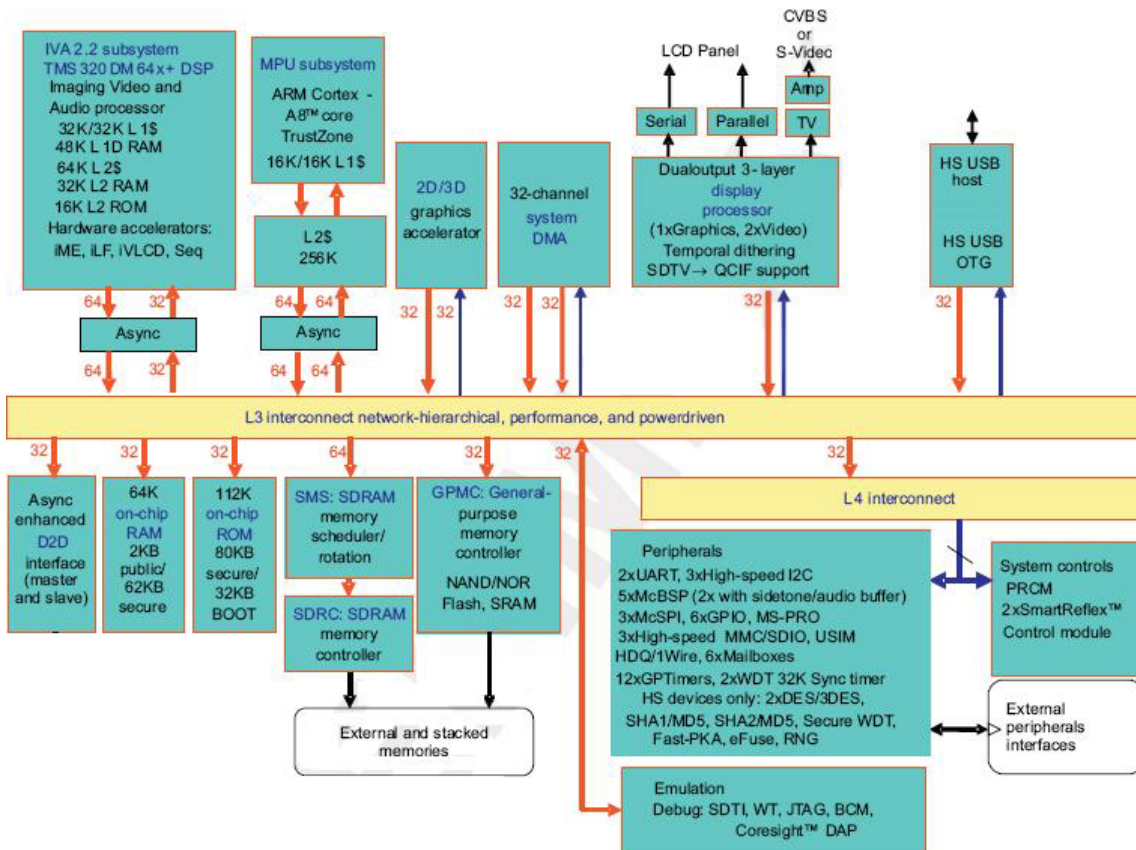 IVA 2.2 subsystem
TMS 320 DM 64x+ DSP
Imaging Video and
Audio processor
32K/32K L 1$
48K L 1D RAM
64K L 2$
32K L2 RAM
16K L2 ROM
Hardware accelerators:
iME, iLF, iVLCD, Seq
64
32
Async
64
32
MPU subsystem
ARM Cortex -
A8™ core
TrustZone
16K/16K L1$
L2$
256K
64
64
Async
64
64
2D/3D
graphics
accelerator
32
32
32-channel
system
DMA
32
32
LCD Panel
CVBS
or
S-Video
Amp
Serial
Parallel
TV
Dualoutput 3-layer
display
processor
(1xGraphics, 2xVideo)
Temporal dithering
SDTV→ QCIF support
32
HS USB
host
HS USB
OTG
32
L3 interconnect network-hierarchical, performance, and powerdriven
32
32
32
64
32
32
32
Async
enhanced
D2D
interface
(master
and slave)
64K
on-chip
RAM
2KB
public/
62KB
secure
112K
on-chip
ROM
80KB
secure/
32KB
BOOT
SMS: SDRAM
memory
scheduler/
rotation
SDRC: SDRAM
memory
controller
GPMC: General-
purpose
memory
controller
NAND/NOR
Flash, SRAM
External and stacked
memories
L4 interconnect
Peripherals
2xUART, 3xHigh-speed I2C
5xMcBSP (2x with sidetone/audio buffer)
3xMcSPI, 6xGPIO, MS-PRO
3xHigh-speed MMC/SDIO, USIM
HDQ/1Wire, 6xMailboxes
12xGPTimers, 2xWDT 32K Sync timer
HS devices only: 2xDES/3DES,
SHA1/MD5, SHA2/MD5, Secure WDT,
Fast-PKA, eFuse, RNG
System controls
PRCM
2xSmartReflex™
Control module
External
peripherals
interfaces
Emulation
Debug: SDTI, WT, JTAG, BCM,
Coresight™ DAP